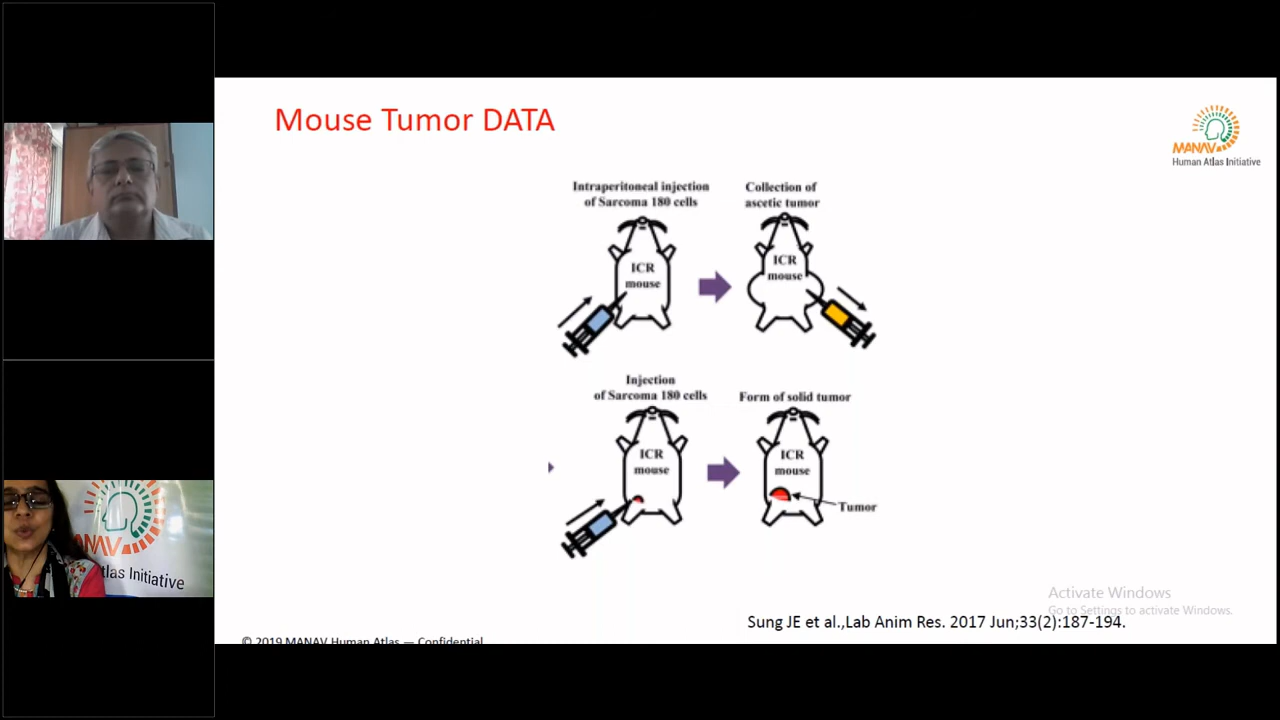 Mouse Tumor DATA
MANAV
Human Atlas Initiative
Intraperitoneal injection
of Sarcoma 180 cells
Collection of
ascetic tumor
ICR
mouse
ICR
mouse
Injection
of Sarcoma 180 cells
Form of solid tumor
ICR
mouse
ICR
mouse
Tumor
Activate Windows
Go to Settings to activate Windows.
Sung JE et al.,Lab Anim Res. 2017 Jun;33(2):187-194.
© 2019 MANAV Human Atlas — Confidential
MANAV
Atlas Initiative